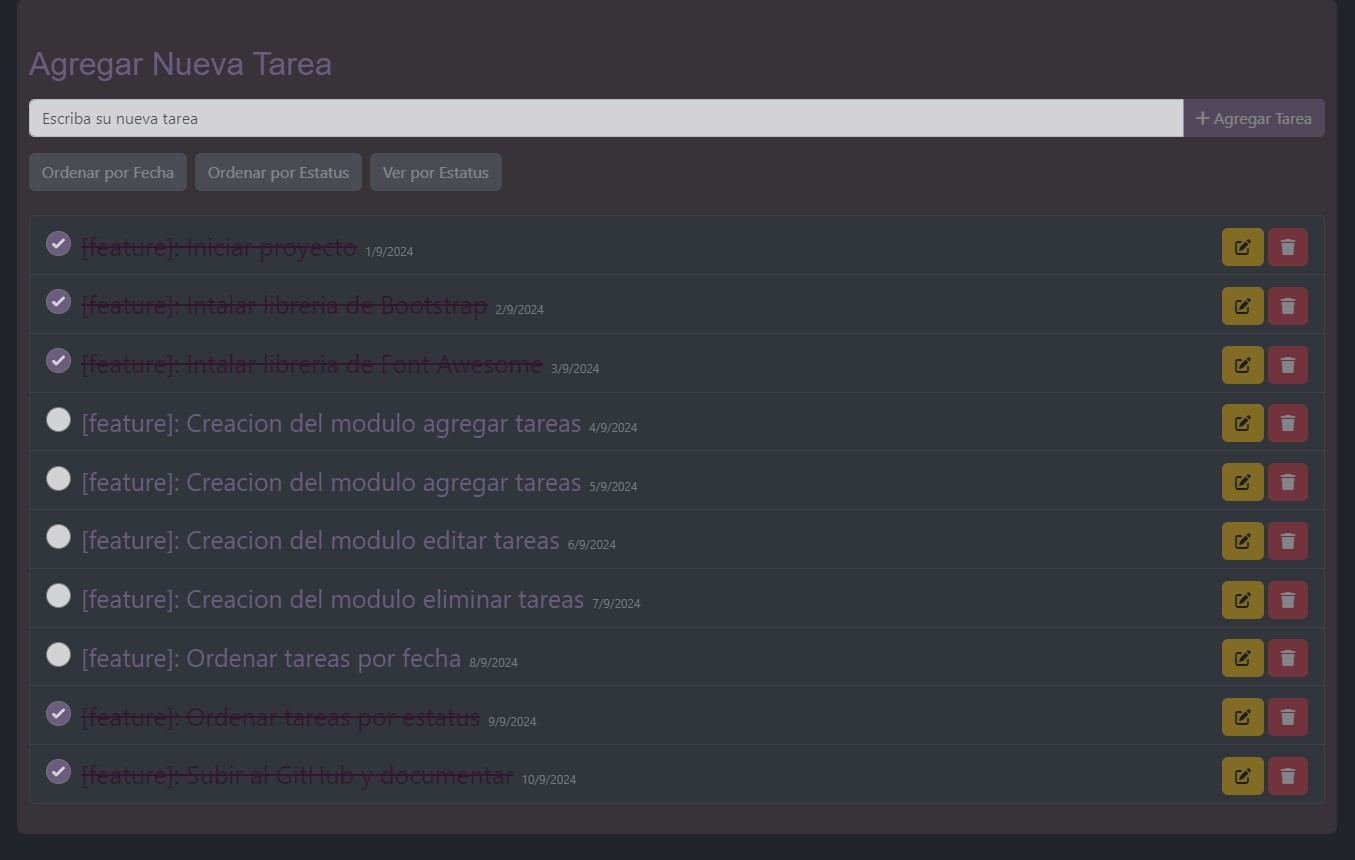 Agregar Nueva Tarea
Escriba su nueva tarea
Agregar Tarea
Ordenar por Fecha Ordenar por Estatus Ver por Estatus
[feature]: Iniciar proyecto 1/9/2024
[feature]: Intalar libreria de Bootstrap 2/9/2024
[feature]: Intalar libreria de Font Awesome 3/9/2024
[feature]: Creacion del modulo agregar tareas 4/9/2024
[feature]: Creacion del modulo agregar tareas 5/9/2024
[feature]: Creacion del modulo editar tareas 6/9/2024
[feature]: Creacion del modulo eliminar tareas 7/9/2024
[feature]: Ordenar tareas por fecha 8/9/2024
[feature]: Ordenar tareas por estatus 9/9/2024
[feature]: Subir al GitHub y documentar 10/9/2024